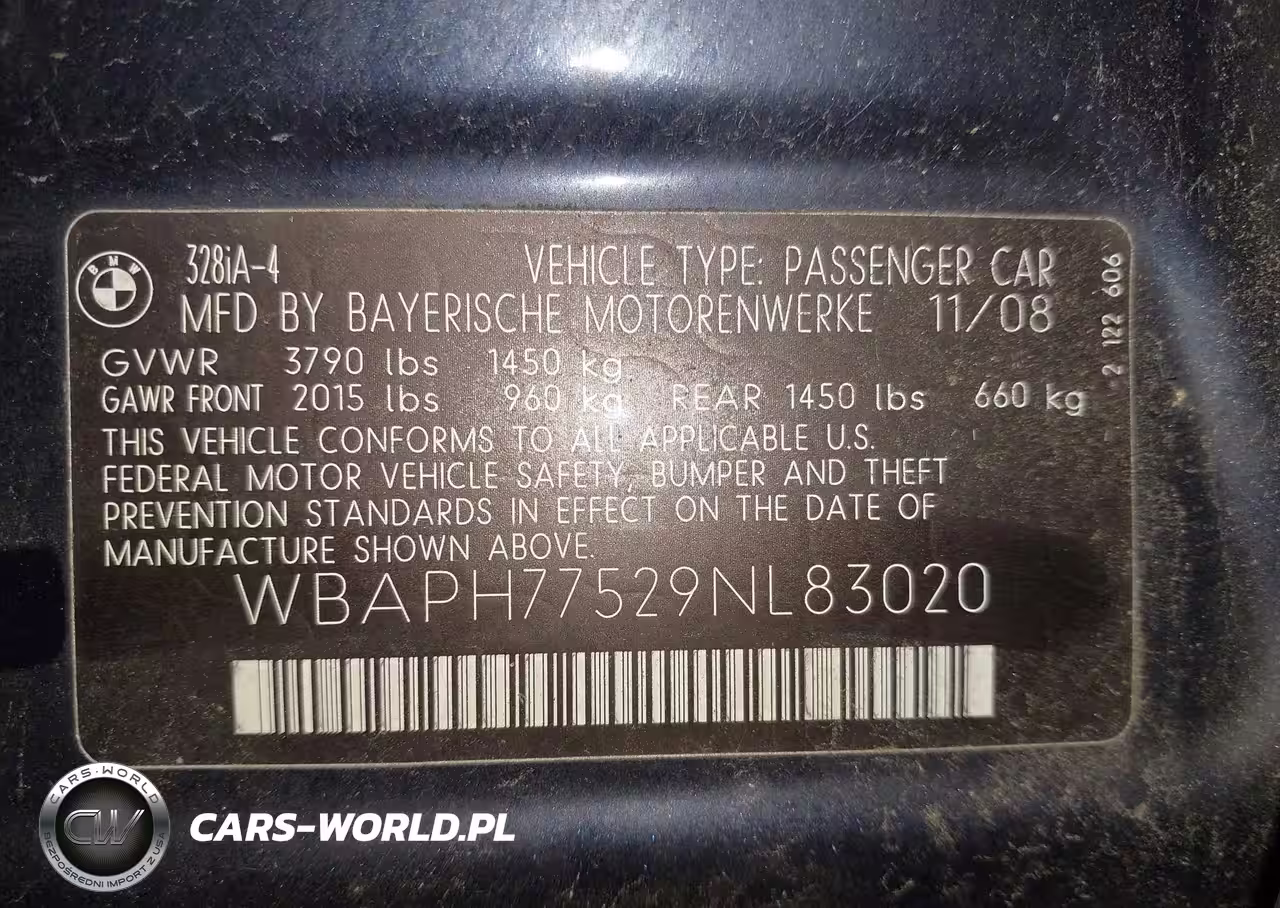 BMW
328iA-4 VEHICLE TYPE: PASSENGER CAR
MFD BY BAYERISCHE MOTORENWERKE 11/08
GVWR 3790 lbs 1450 kg
GAWR FRONT 2015 lbs 960 kg REAR 1450 lbs 660 kg
THIS VEHICLE CONFORMS TO ALL APPLICABLE U.S.
FEDERAL MOTOR VEHICLE SAFETY, BUMPER AND THEFT
PREVENTION STANDARDS IN EFFECT ON THE DATE OF
MANUFACTURE SHOWN ABOVE.
WBAPH77529NL83020
2 122 606
CARS-WORLD
CW
BEZPOŚREDNI IMPORT Z USA
CARS-WORLD.PL